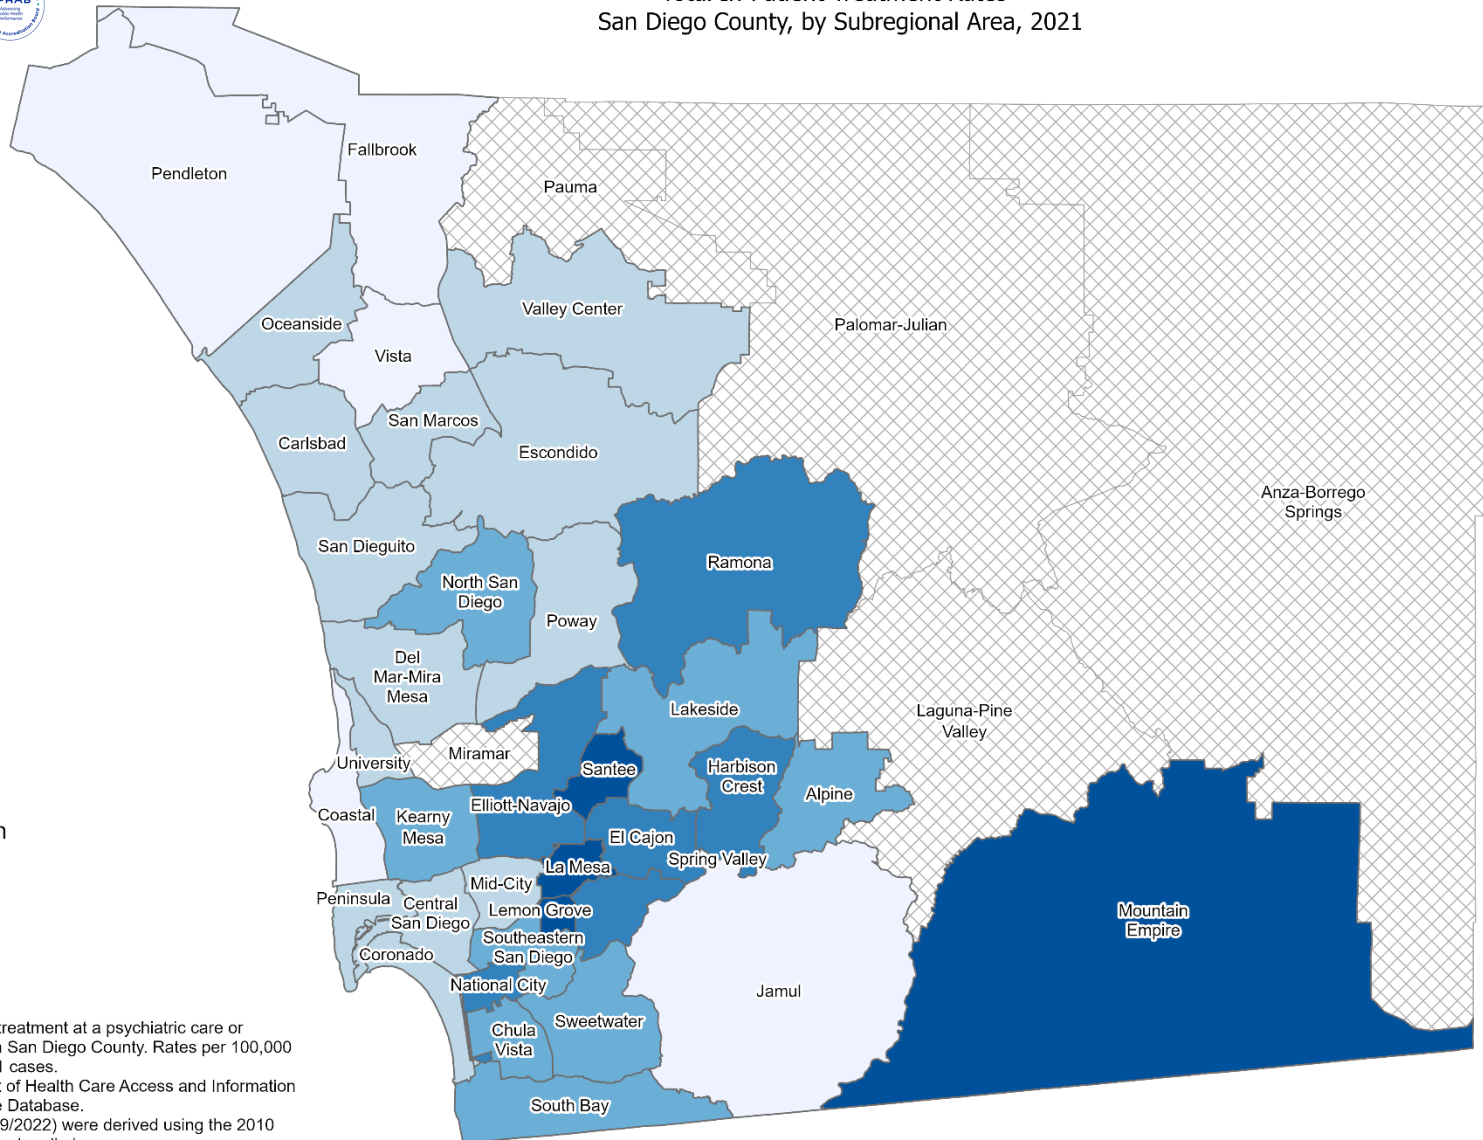 San Diego County, by Subregional Area, 2021
Fallbrook
Pendleton
Pauma
Valley Center
Oceanside
Palomar-Julian
Vista
San Marcos
Carlsbad
Escondido
Anza-Borrego
Springs
San Dieguito
Ramona
North San
Diego
Poway
Del
Mar-Mira
Mesa
Lakeside
Laguna-Pine
Valley
Miramar
University
Santee
Harbison
Crest
Alpine
Elliott-Navajo
Coastal
Kearny
Mesa
El Cajon
Spring Valley
La Mesa
Mid-City
Peninsula
Central
San Diego
Lemon Grove
Mountain
Empire
Southeastern
San Diego
Coronado
National City
Jamul
Sweetwater
Chula
Vista
South Bay
treatment at a psychiatric care or
San Diego County. Rates per 100,000
cases.
of Health Care Access and Information
Database.
9/2022) were derived using the 2010